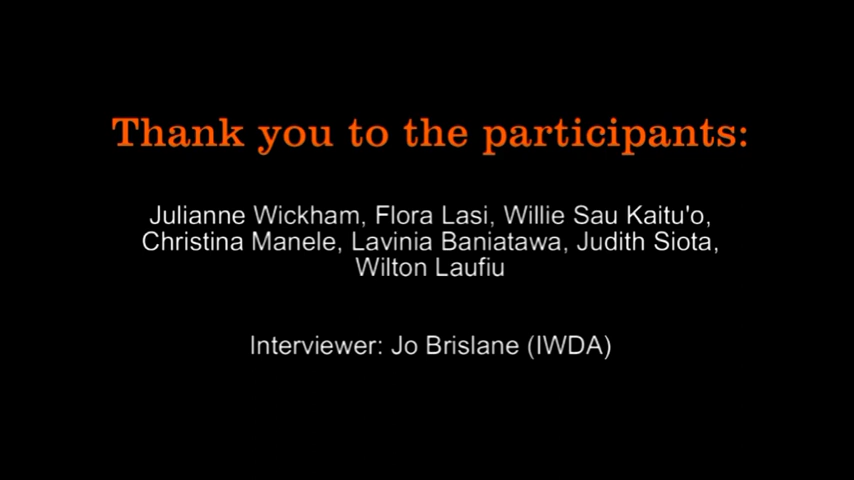 Thank you to the participants:
Julianne Wickham, Flora Lasi, Willie Sau Kaitu'o,
Christina Manele, Lavinia Baniatawa, Judith Siota,
Wilton Laufiu
Interviewer: Jo Brislane (IWDA)